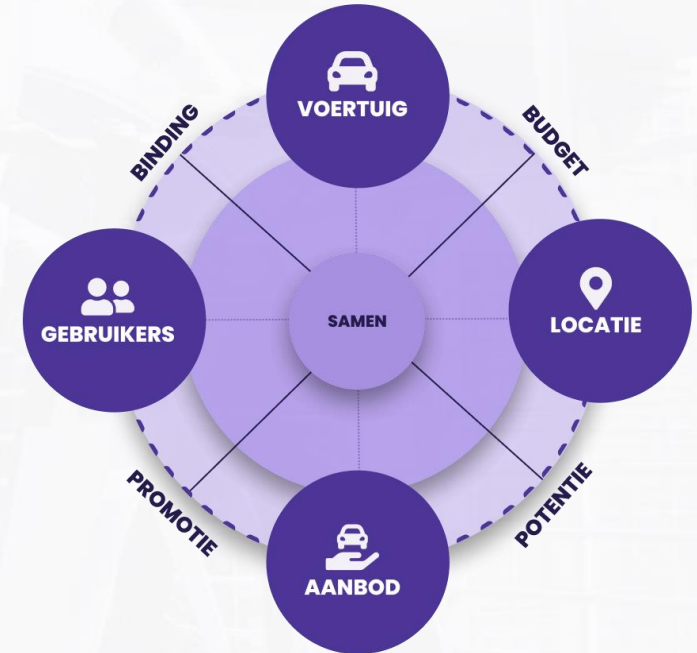 VOERTUIG
BINDING
BUDGET
GEBRUIKERS
SAMEN
LOCATIE
PROMOTIE
POTENTIE
AANBOD